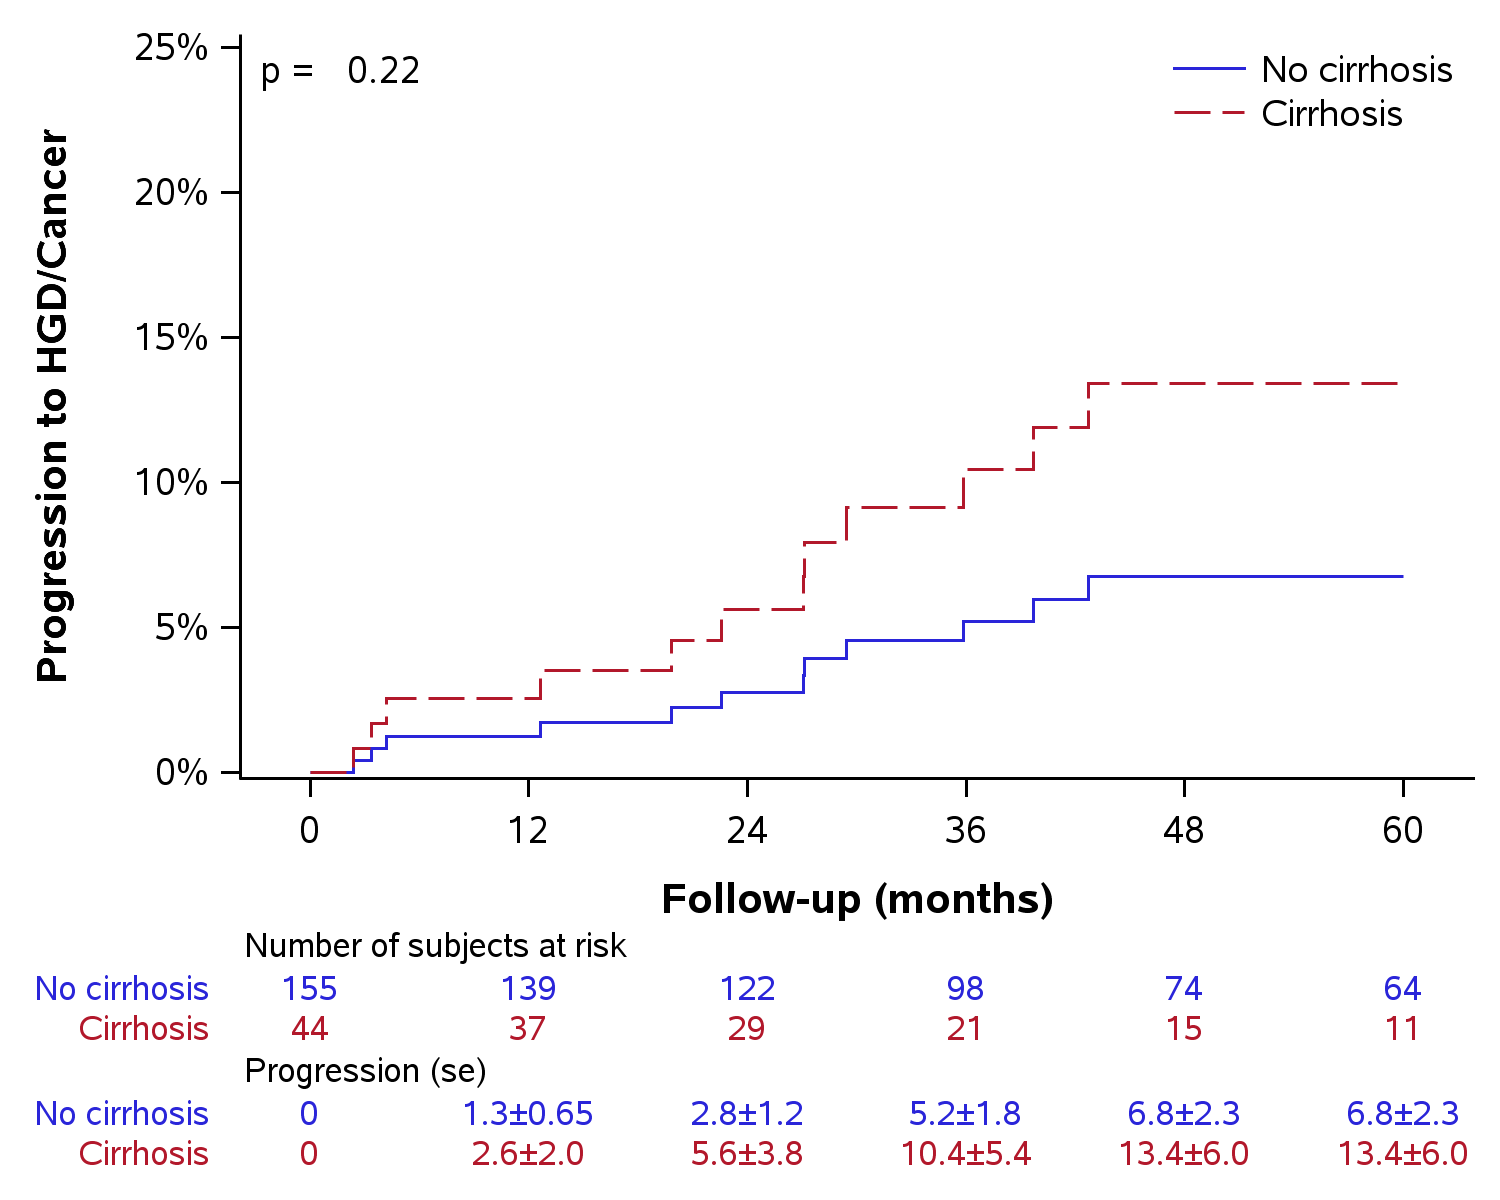 25%
p = 0.22
No cirrhosis
Cirrhosis
20%
15%
10%
5%
0%
Progression to HGD/Cancer
0 12 24 36 48 60
Follow-up (months)
Number of subjects at risk
No cirrhosis 155 139 122 98 74 64
Cirrhosis 44 37 29 21 15 11
Progression (se)
No cirrhosis 0 1.3±0.65 2.8±1.2 5.2±1.8 6.8±2.3 6.8±2.3
Cirrhosis 0 2.6±2.0 5.6±3.8 10.4±5.4 13.4±6.0 13.4±6.0